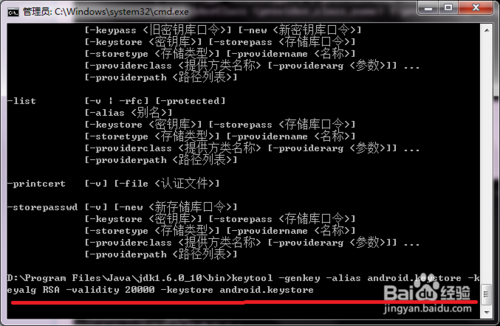 管理员: C:\Windows\system32\cmd.exe
[-keypass <旧密钥库口令>] [-new <新密钥库口令>]
[-keystore <密钥库>] [-storepass <存储库口令>]
[-storetype <存储类型>] [-providername <名称>]
[-providerclass <提供方类名称> [-providerarg <参数>]] ...
[-providerpath <路径列表>]
-list [-v | -rfc] [-protected]
[-alias <别名>]
[-keystore <密钥库>] [-storepass <存储库口令>]
[-storetype <存储类型>] [-providername <名称>]
[-providerclass <提供方类名称> [-providerarg <参数>]] ...
[-providerpath <路径列表>]
-printcert [-v] [-file <认证文件>]
-storepasswd [-v] [-new <新存储库口令>]
[-keystore <密钥库>] [-storepass <存储库口令>]
[-storetype <存储类型>] [-providername <名称>]
[-providerclass <提供方类名称> [-providerarg <参数>]] ...
[-providerpath <路径列表>]
D:\Program Files\Java\jdk1.6.0_10\bin>keytool -genkey -alias android.keystore -k
eyalg RSA -validity 20000 -keystore android.keystore
Baidu经验
jingyan.baidu.com